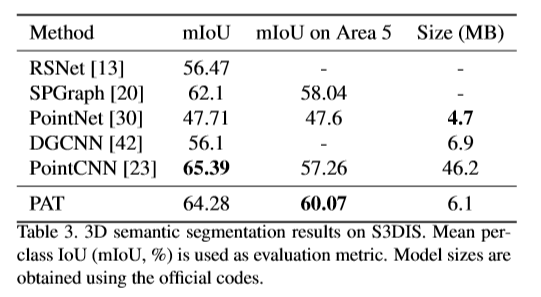 Method mIoU mIoU on Area 5 Size (MB)
RSNet [13] 56.47 - -
SPGraph [20] 62.1 58.04 -
PointNet [30] 47.71 47.6 4.7
DGCNN [42] 56.1 - 6.9
PointCNN [23] 65.39 57.26 46.2
PAT 64.28 60.07 6.1
Table 3. 3D semantic segmentation results on S3DIS. Mean per-
class IoU (mIoU, %) is used as evaluation metric. Model sizes are
obtained using the official codes.